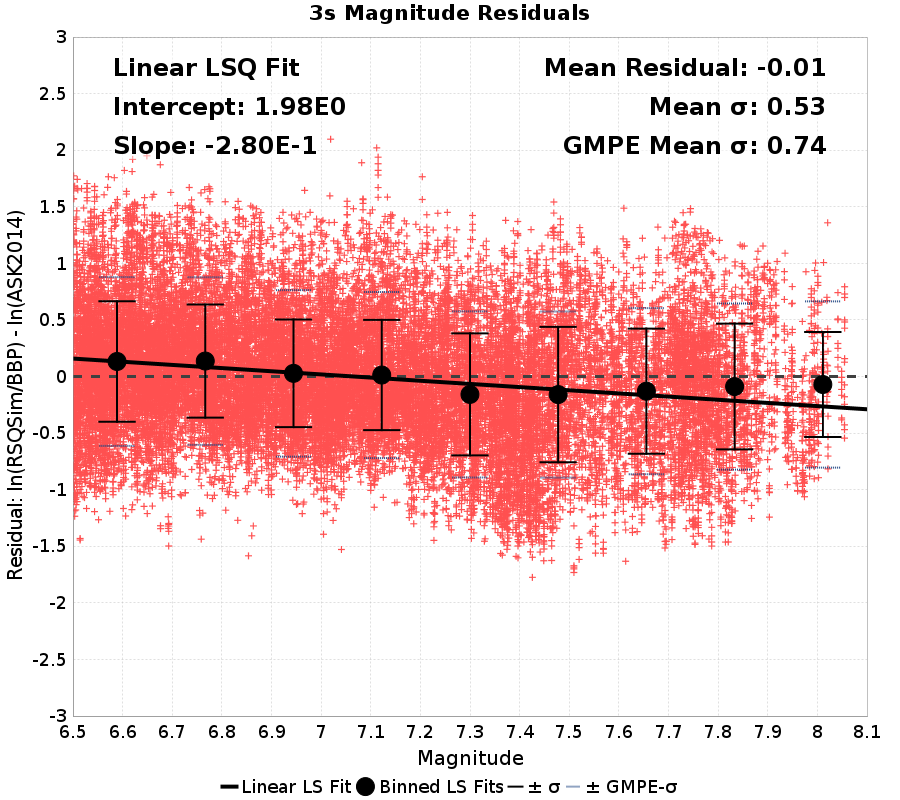 3s Magnitude Residuals
Linear LSQ Fit
Intercept: 1.98E0
Slope: -2.80E-1
Mean Residual: -0.01
Mean σ: 0.53
GMPE Mean σ: 0.74
Residual: ln(RSQSim/BBP) - ln(ASK2014)
3
2.5
2
1.5
1
0.5
0
-0.5
-1
-1.5
-2
-2.5
-3
6.5 6.6 6.7 6.8 6.9 7 7.1 7.2 7.3 7.4 7.5 7.6 7.7 7.8 7.9 8 8.1
Magnitude
Linear LS Fit Binned LS Fits ± σ ± GMPE-σ